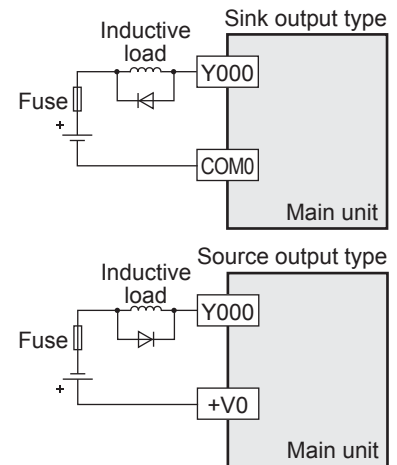 Sink output type
Inductive
load
Y000
Fuse
+
COM0
Main unit
Source output type
Inductive
load
Y000
Fuse
+
+V0
Main unit